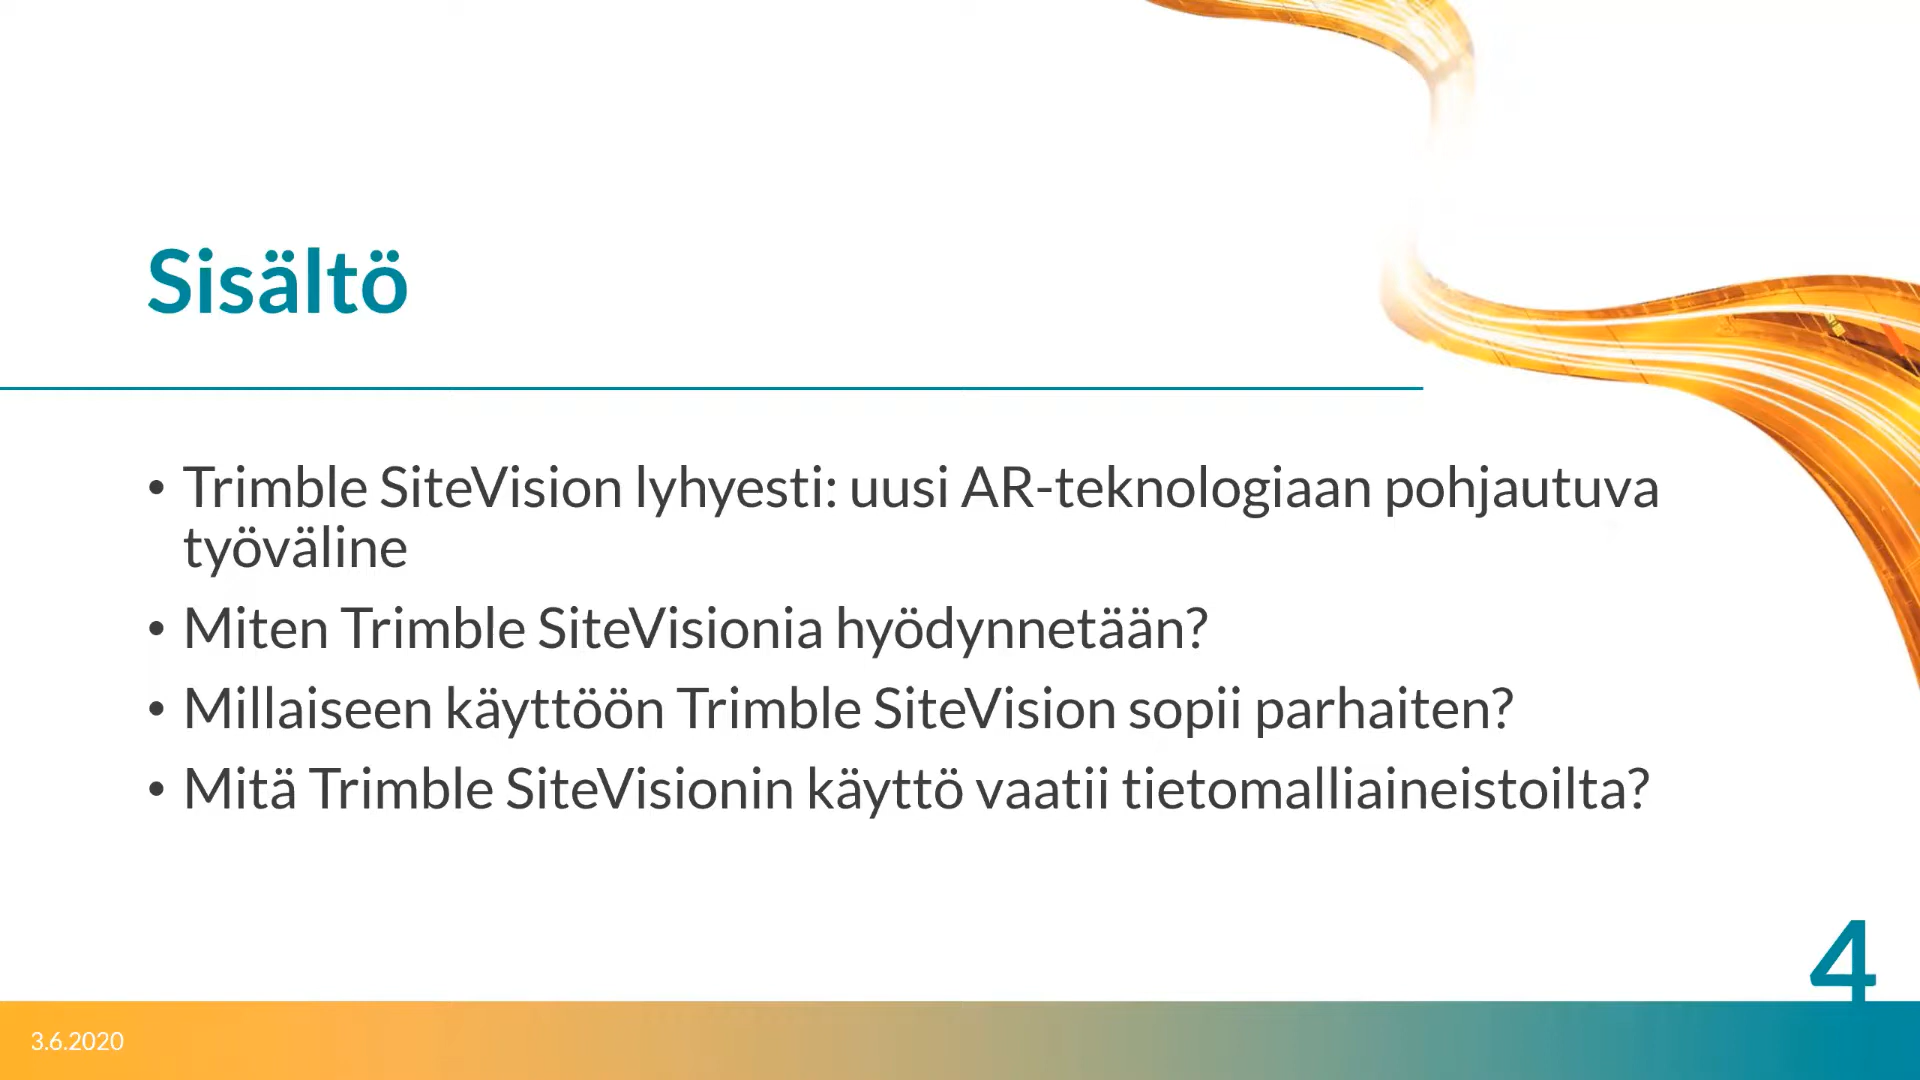 Sisältö
• Trimble SiteVision lyhyesti: uusi AR-teknologiaan pohjautuva
työväline
• Miten Trimble SiteVisionia hyödynnetään?
• Millaiseen käyttöön Trimble SiteVision sopii parhaiten?
• Mitä Trimble SiteVisionin käyttö vaatii tietomalliaineistoilta?
4
3.6.2020